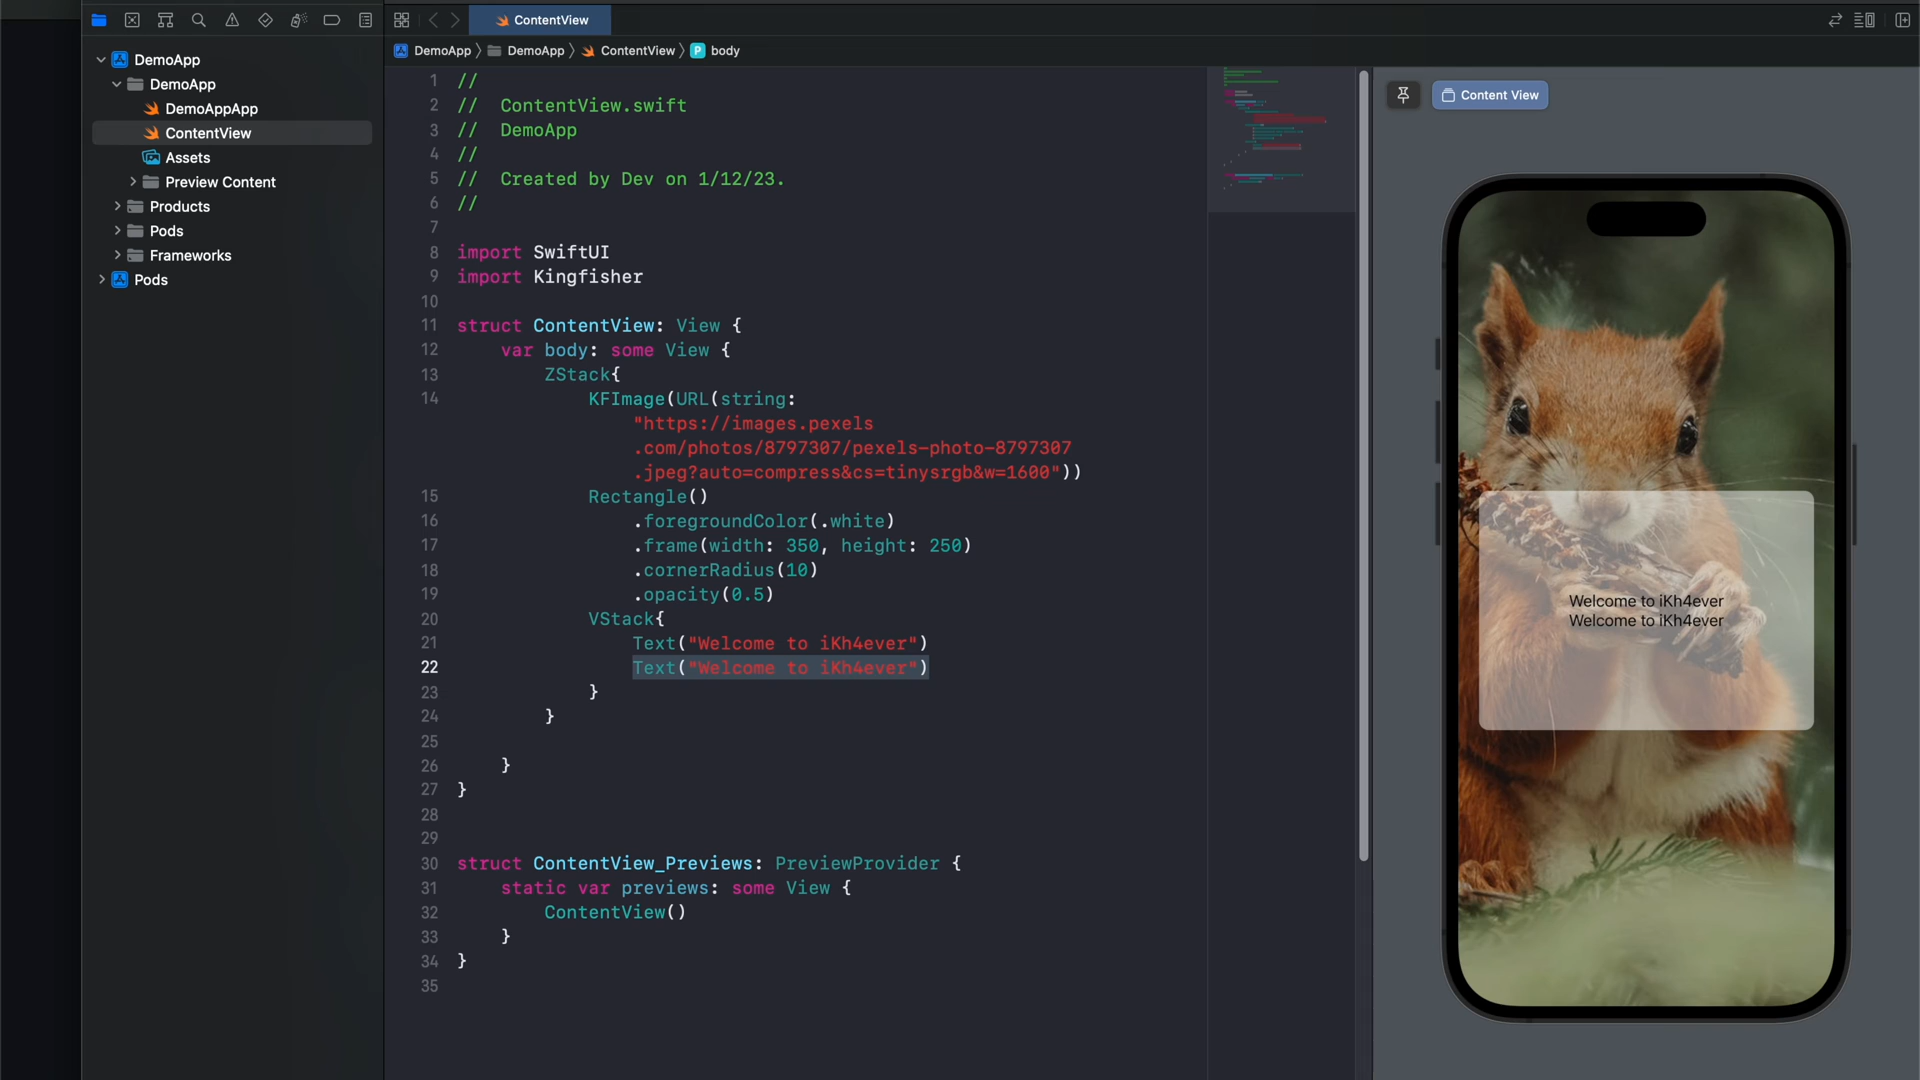 ContentView
DemoApp
DemoApp
ContentView
P
body
DemoApp
DemoApp
DemoAppApp
ContentView
Assets
Preview Content
Products
Pods
Frameworks
Pods
1 //
2 //  ContentView.swift
3 //  DemoApp
4 //
5 //  Created by Dev on 1/12/23.
6 //
7
8 import SwiftUI
9 import Kingfisher
10
11 struct ContentView: View {
12     var body: some View {
13         ZStack{
14             KFImage(URL(string:
"https://images.pexels
.com/photos/8797307/pexels-photo-8797307
.jpeg?auto=compress&cs=tinysrgb&w=1600"))
15             Rectangle()
16                 .foregroundColor(.white)
17                 .frame(width: 350, height: 250)
18                 .cornerRadius(10)
19                 .opacity(0.5)
20             VStack{
21                 Text("Welcome to iKh4ever")
22                 Text("Welcome to iKh4ever")
23             }
24         }
25
26     }
27 }
28
29
30 struct ContentView_Previews: PreviewProvider {
31     static var previews: some View {
32         ContentView()
33     }
34 }
35
Content View
Welcome to iKh4ever
Welcome to iKh4ever